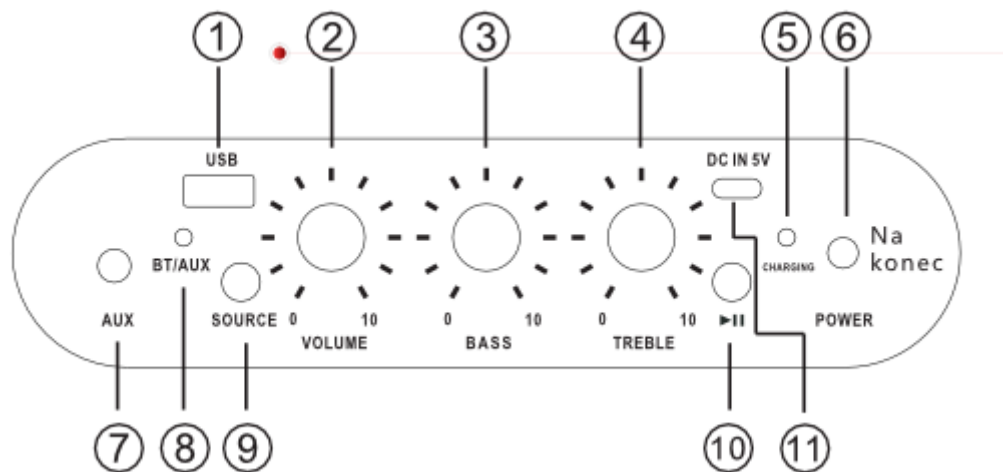 1 2 3 4 5 6
USB
DC IN 5V
Na
konec
BT/AUX
CHARGING
AUX
SOURCE
0 10
0 10
0 10
▶II
POWER
VOLUME
BASS
TREBLE
7 8 9 10 11